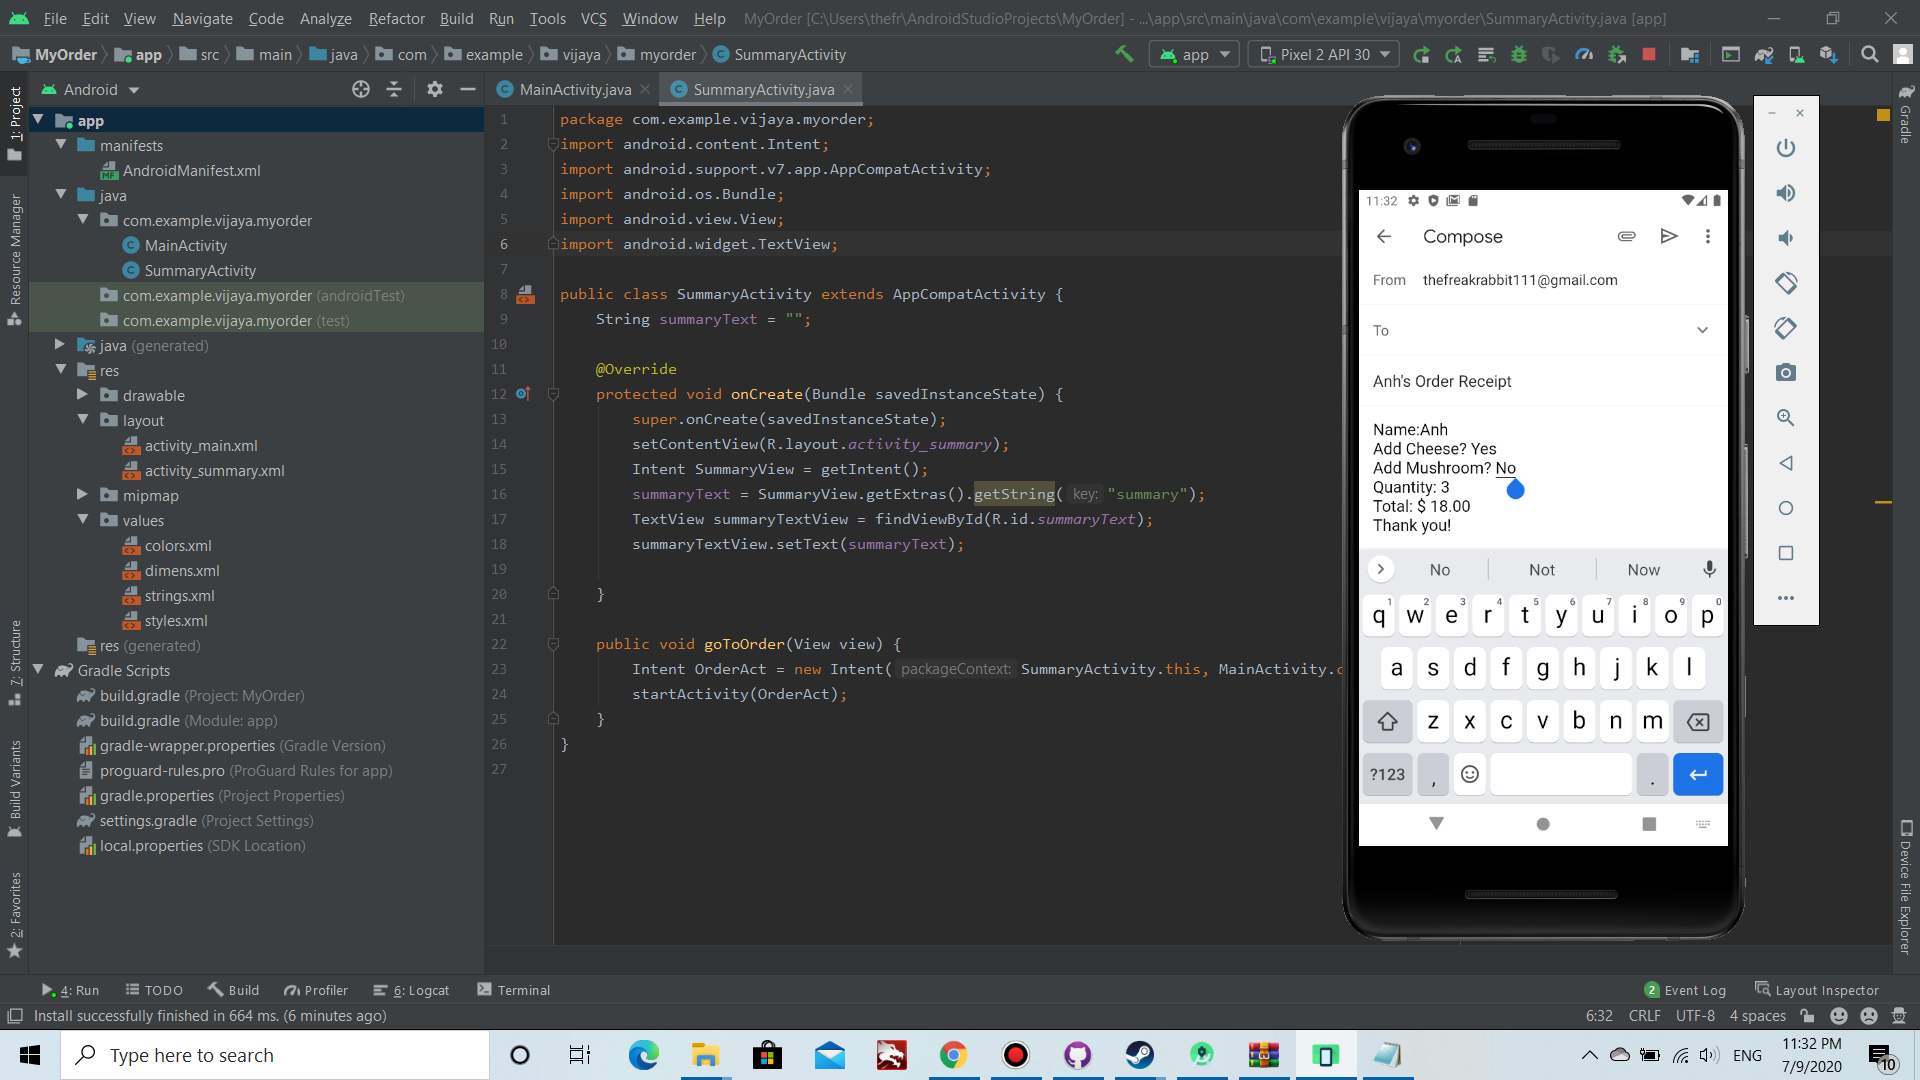 File Edit View Navigate Code Analyze Refactor Build Run Tools VCS Window Help MyOrder [C:\Users\thefr\AndroidStudioProjects\MyOrder] - ...\app\src\main\java\com\example\vijaya\myorder\SummaryActivity.java [app]
MyOrder app src main java com example vijaya myorder SummaryActivity app Pixel 2 API 30
Android MainActivity.java SummaryActivity.java
1: Project
Resource Manager
7: Structure
Build Variants
2: Favorites
app
manifests
AndroidManifest.xml
java
com.example.vijaya.myorder
MainActivity
SummaryActivity
com.example.vijaya.myorder (androidTest)
com.example.vijaya.myorder (test)
java (generated)
res
drawable
layout
activity_main.xml
activity_summary.xml
mipmap
values
colors.xml
dimens.xml
strings.xml
styles.xml
res (generated)
Gradle Scripts
build.gradle (Project: MyOrder)
build.gradle (Module: app)
gradle-wrapper.properties (Gradle Version)
proguard-rules.pro (ProGuard Rules for app)
gradle.properties (Project Properties)
settings.gradle (Project Settings)
local.properties (SDK Location)
1 package com.example.vijaya.myorder;
2 import android.content.Intent;
3 import android.support.v7.app.AppCompatActivity;
4 import android.os.Bundle;
5 import android.view.View;
6 import android.widget.TextView;
7
8 public class SummaryActivity extends AppCompatActivity {
9 String summaryText = "";
10
11 @Override
12 protected void onCreate(Bundle savedInstanceState) {
13 super.onCreate(savedInstanceState);
14 setContentView(R.layout.activity_summary);
15 Intent SummaryView = getIntent();
16 summaryText = SummaryView.getExtras().getString( key: "summary");
17 TextView summaryTextView = findViewById(R.id.summaryText);
18 summaryTextView.setText(summaryText);
19
20 }
21
22 public void goToOrder(View view) {
23 Intent OrderAct = new Intent( packageContext: SummaryActivity.this, MainActivity.c
24 startActivity(OrderAct);
25 }
26 }
27
11:32
Compose
From thefreakrabbit111@gmail.com
To
Anh's Order Receipt
Name:Anh
Add Cheese? Yes
Add Mushroom? No
Quantity: 3
Total: $ 18.00
Thank you!
No Not Now
q1 w2 e3 r4 t5 y6 u7 i8 o9 p0
a s d f g h j k l
z x c v b n m
?123 , .
Gradle
Device File Explorer
4: Run TODO Build Profiler 6: Logcat Terminal 2 Event Log Layout Inspector
Install successfully finished in 664 ms. (6 minutes ago) 6:32 CRLF UTF-8 4 spaces
Type here to search ENG 11:32 PM
7/9/2020 10